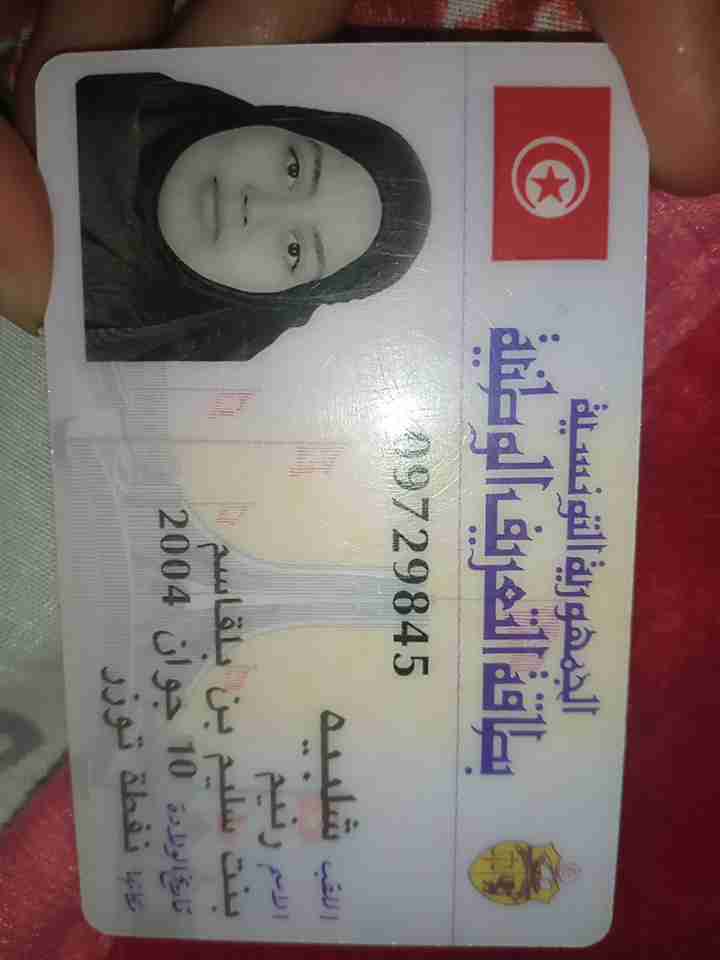 الجمهورية التونسية
بطاقة التعريف الوطنية
09729845
اللقب شلبيه
الاسم رنيم
بنت سليم بن بلقاسم
تاريخ الولادة 10 جوان 2004
مكانها نفطة توزر